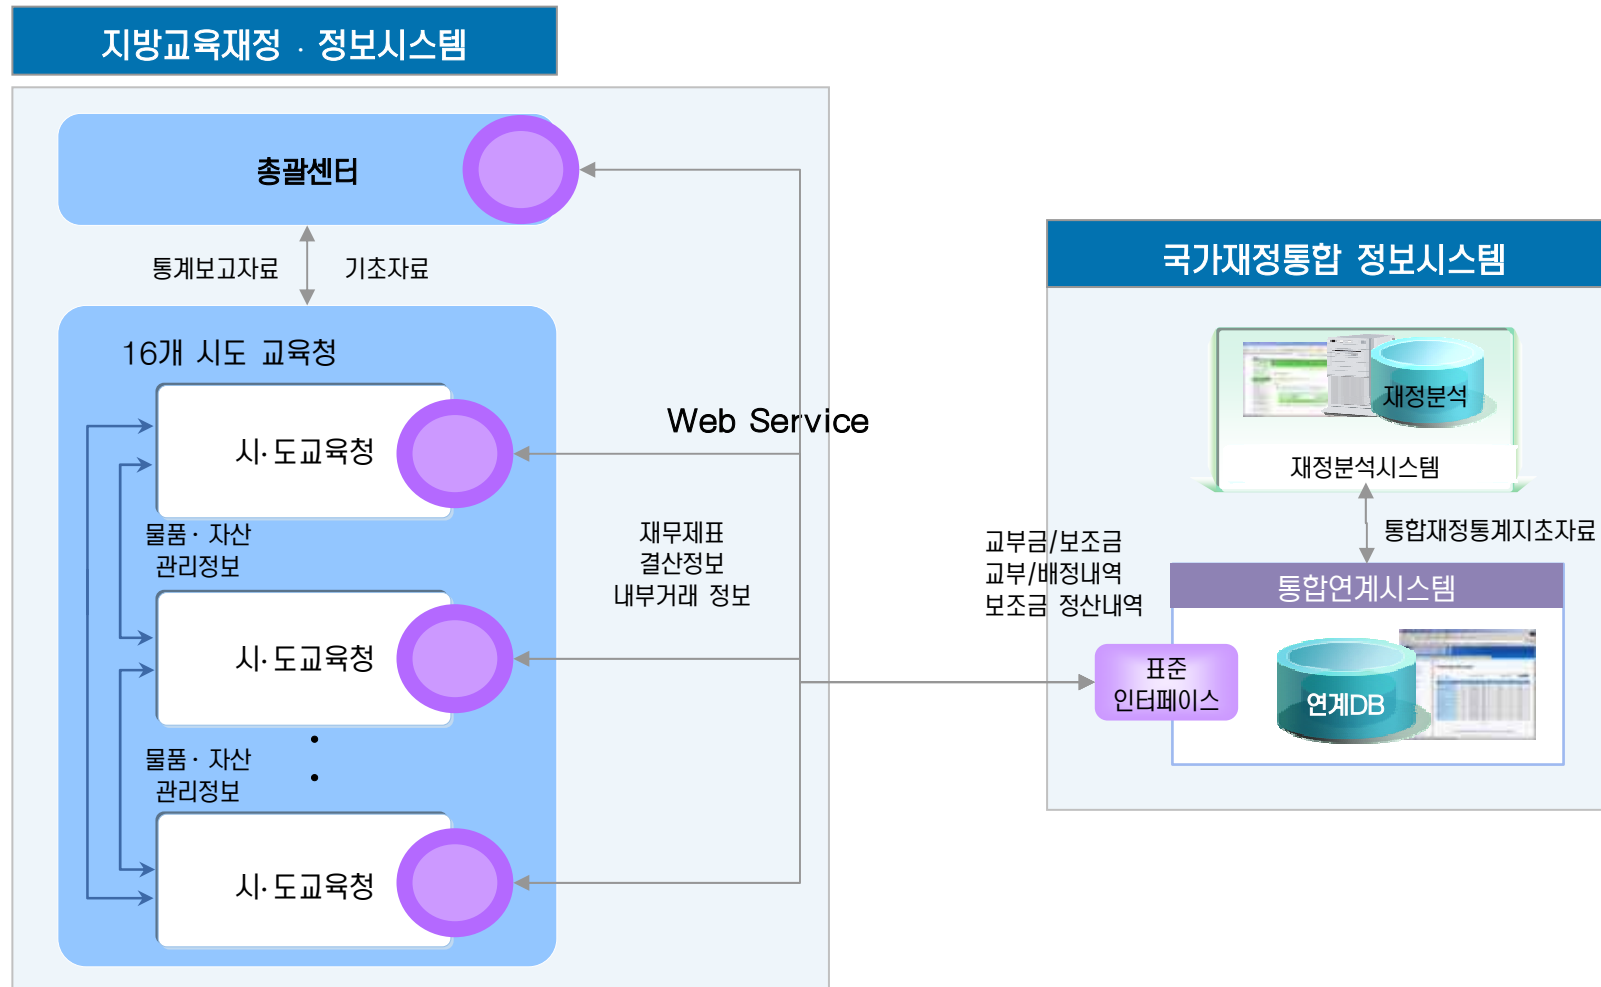 지방교육재정 · 정보시스템
총괄센터
통계보고자료
기초자료
16개 시도 교육청
시·도교육청
물품· 자산
관리정보
시·도교육청
물품· 자산
관리정보
시·도교육청
Web Service
재무제표
결산정보
내부거래 정보
교부금/보조금
교부/배정내역
보조금 정산내역
국가재정통합 정보시스템
재정분석
재정분석시스템
통합재정통계지초자료
통합연계시스템
표준
인터페이스
연계DB